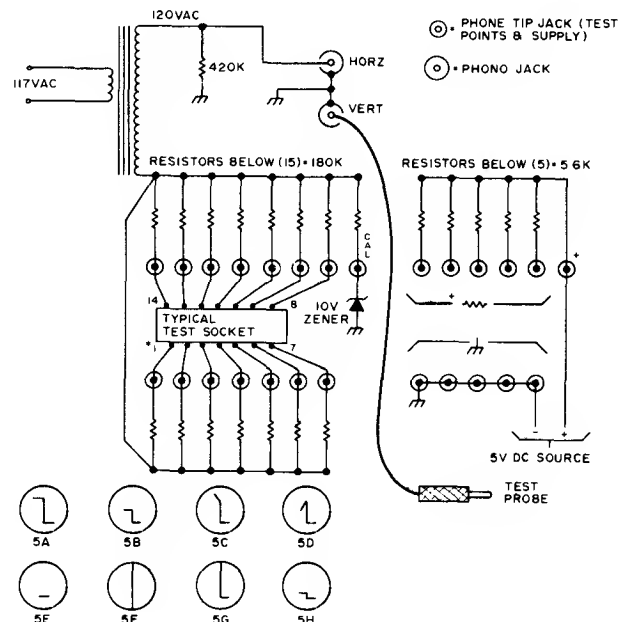 120VAC
PHONE TIP JACK (TEST
POINTS & SUPPLY)
= PHONO JACK
HORZ
420K
117VAC
VERT
RESISTORS BELOW (15)=180K
RESISTORS BELOW (5)=5.6K
CAL
+
14
8
10V
ZENER
+
TYPICAL
TEST SOCKET
*1
7
- +
5V DC SOURCE
TEST
PROBE
5A
5B
5C
5D
5E
5F
5G
5H